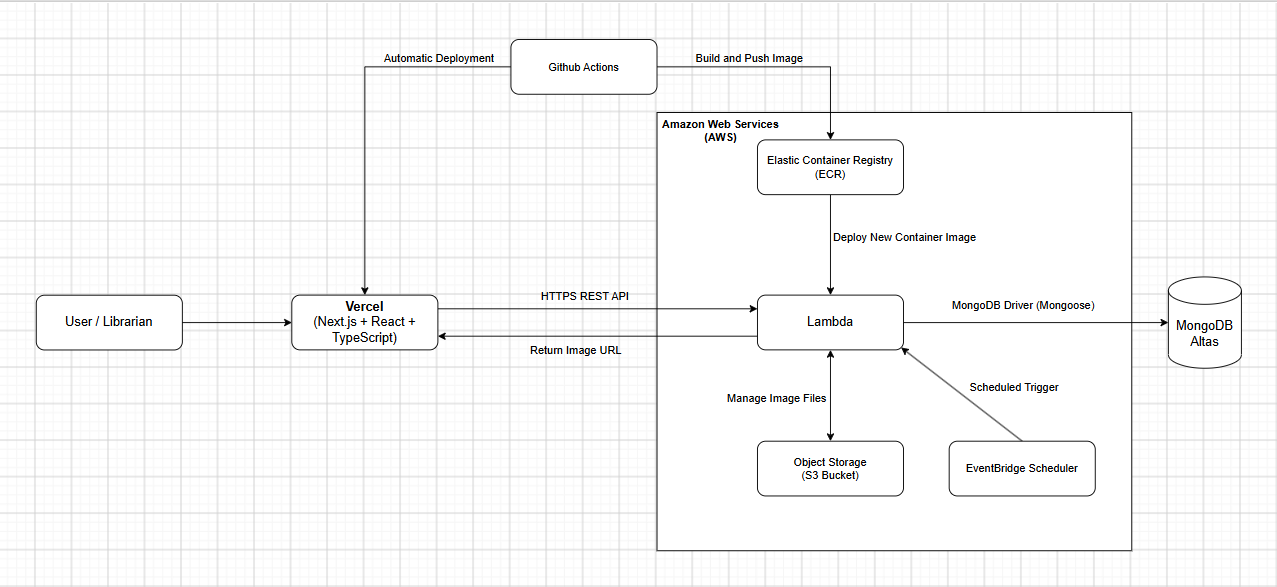 Automatic Deployment
Github Actions
Build and Push Image
Amazon Web Services
(AWS)
Elastic Container Registry
(ECR)
Deploy New Container Image
User / Librarian
Vercel
(Next.js + React +
TypeScript)
HTTPS REST API
Return Image URL
Lambda
MongoDB Driver (Mongoose)
MongoDB
Altas
Manage Image Files
Scheduled Trigger
Object Storage
(S3 Bucket)
EventBridge Scheduler